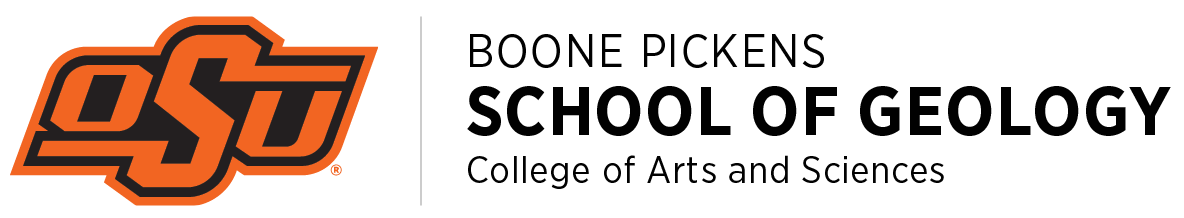 OSU®
BOONE PICKENS
SCHOOL OF GEOLOGY
College of Arts and Sciences